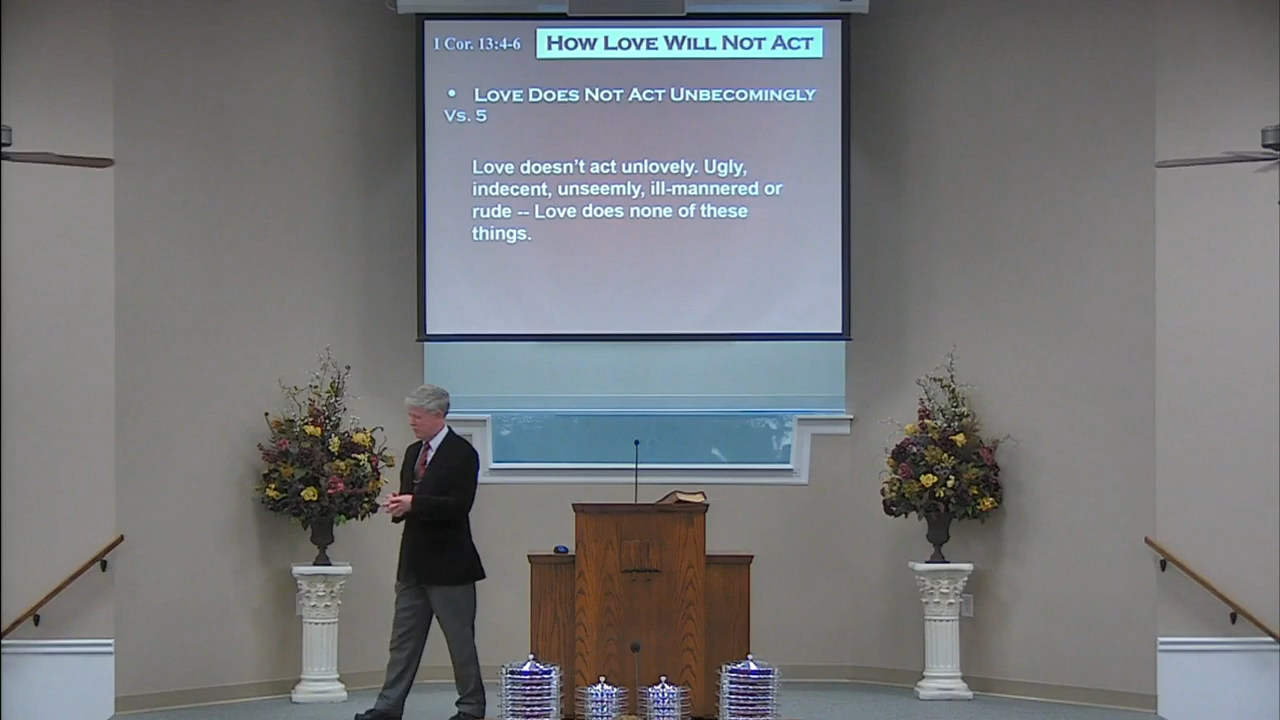 I Cor. 13:4-6 How Love Will Not Act
• Love Does Not Act Unbecomingly
Vs. 5
Love doesn't act unlovely. Ugly,
indecent, unseemly, ill-mannered or
rude -- Love does none of these
things.